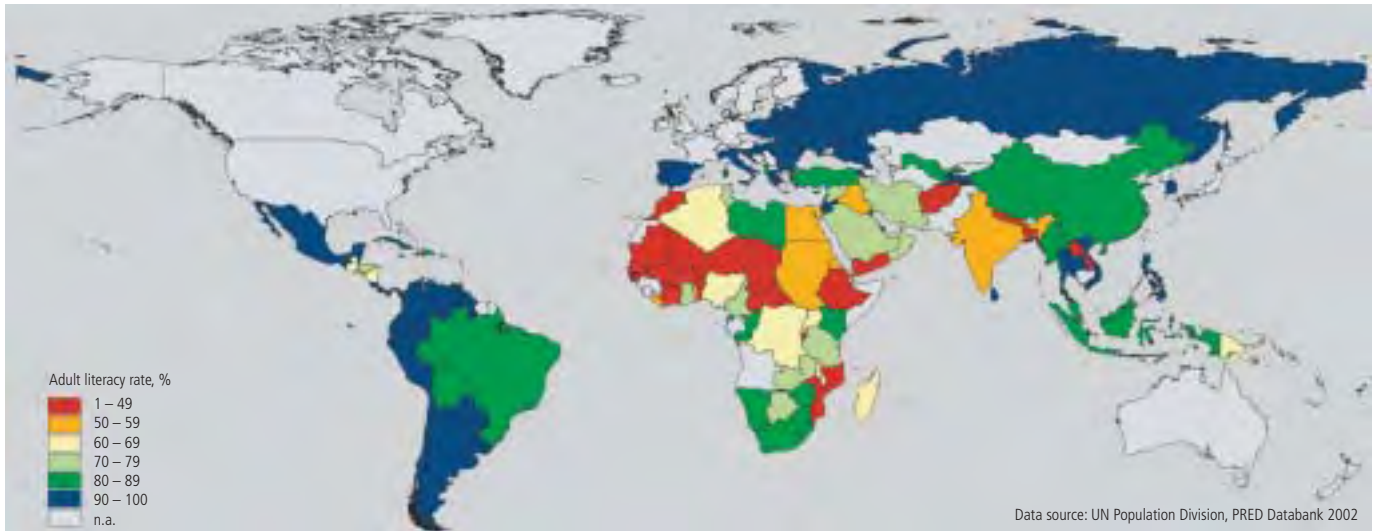 Adult literacy rate, %
1 – 49
50 – 59
60 – 69
70 – 79
80 – 89
90 – 100
n.a.
Data source: UN Population Division, PRED Databank 2002